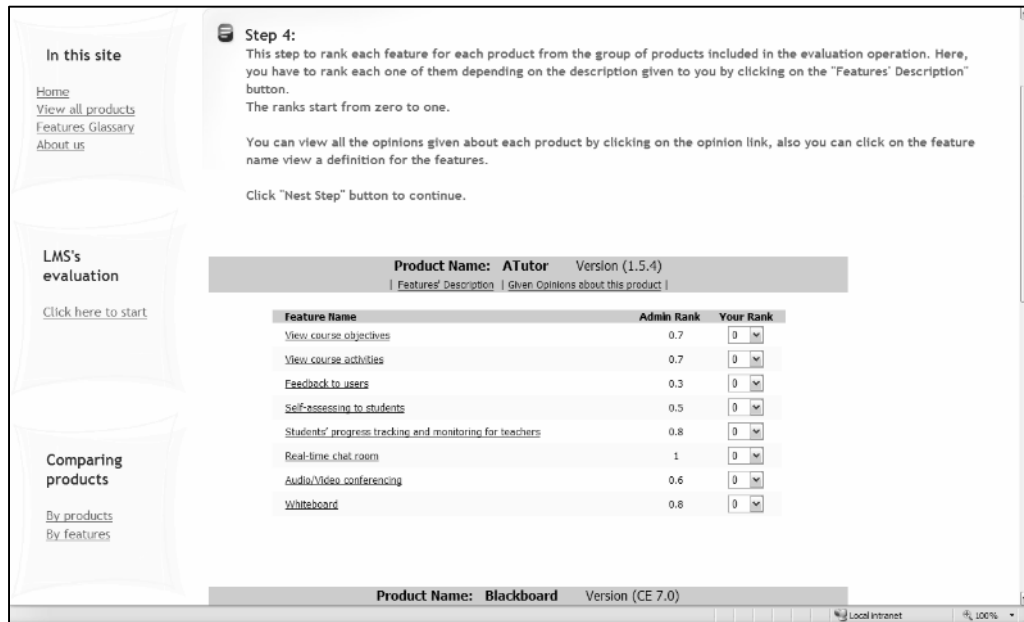 In this site
Home
View all products
Features Glassary
About us
LMS's
evaluation
Click here to start
Comparing
products
By products
By features
Step 4:
This step to rank each feature for each product from the group of products included in the evaluation operation. Here,
you have to rank each one of them depending on the description given to you by clicking on the "Features' Description"
button.
The ranks start from zero to one.
You can view all the opinions given about each product by clicking on the opinion link, also you can click on the feature
name view a definition for the features.
Click "Nest Step" button to continue.
Product Name: ATutor Version (1.5.4)
| Features' Description | Given Opinions about this product |
Feature Name Admin Rank Your Rank
View course objectives 0.7 0
View course activities 0.7 0
Feedback to users 0.3 0
Self-assessing to students 0.5 0
Students' progress tracking and monitoring for teachers 0.8 0
Real-time chat room 1 0
Audio/Video conferencing 0.6 0
Whiteboard 0.8 0
Product Name: Blackboard Version (CE 7.0)
Local intranet 100%